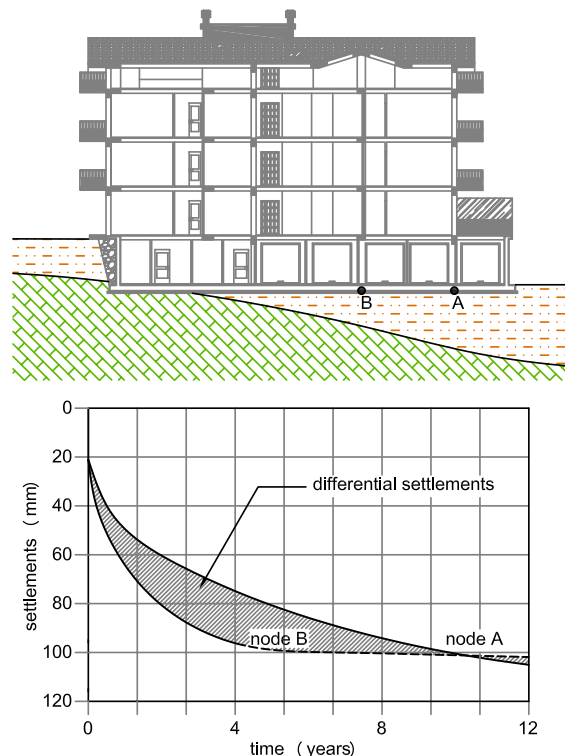 B A
0
20
40
60
80
100
120
settlements ( mm)
differential settlements
node B node A
0 4 8 12
time ( years)